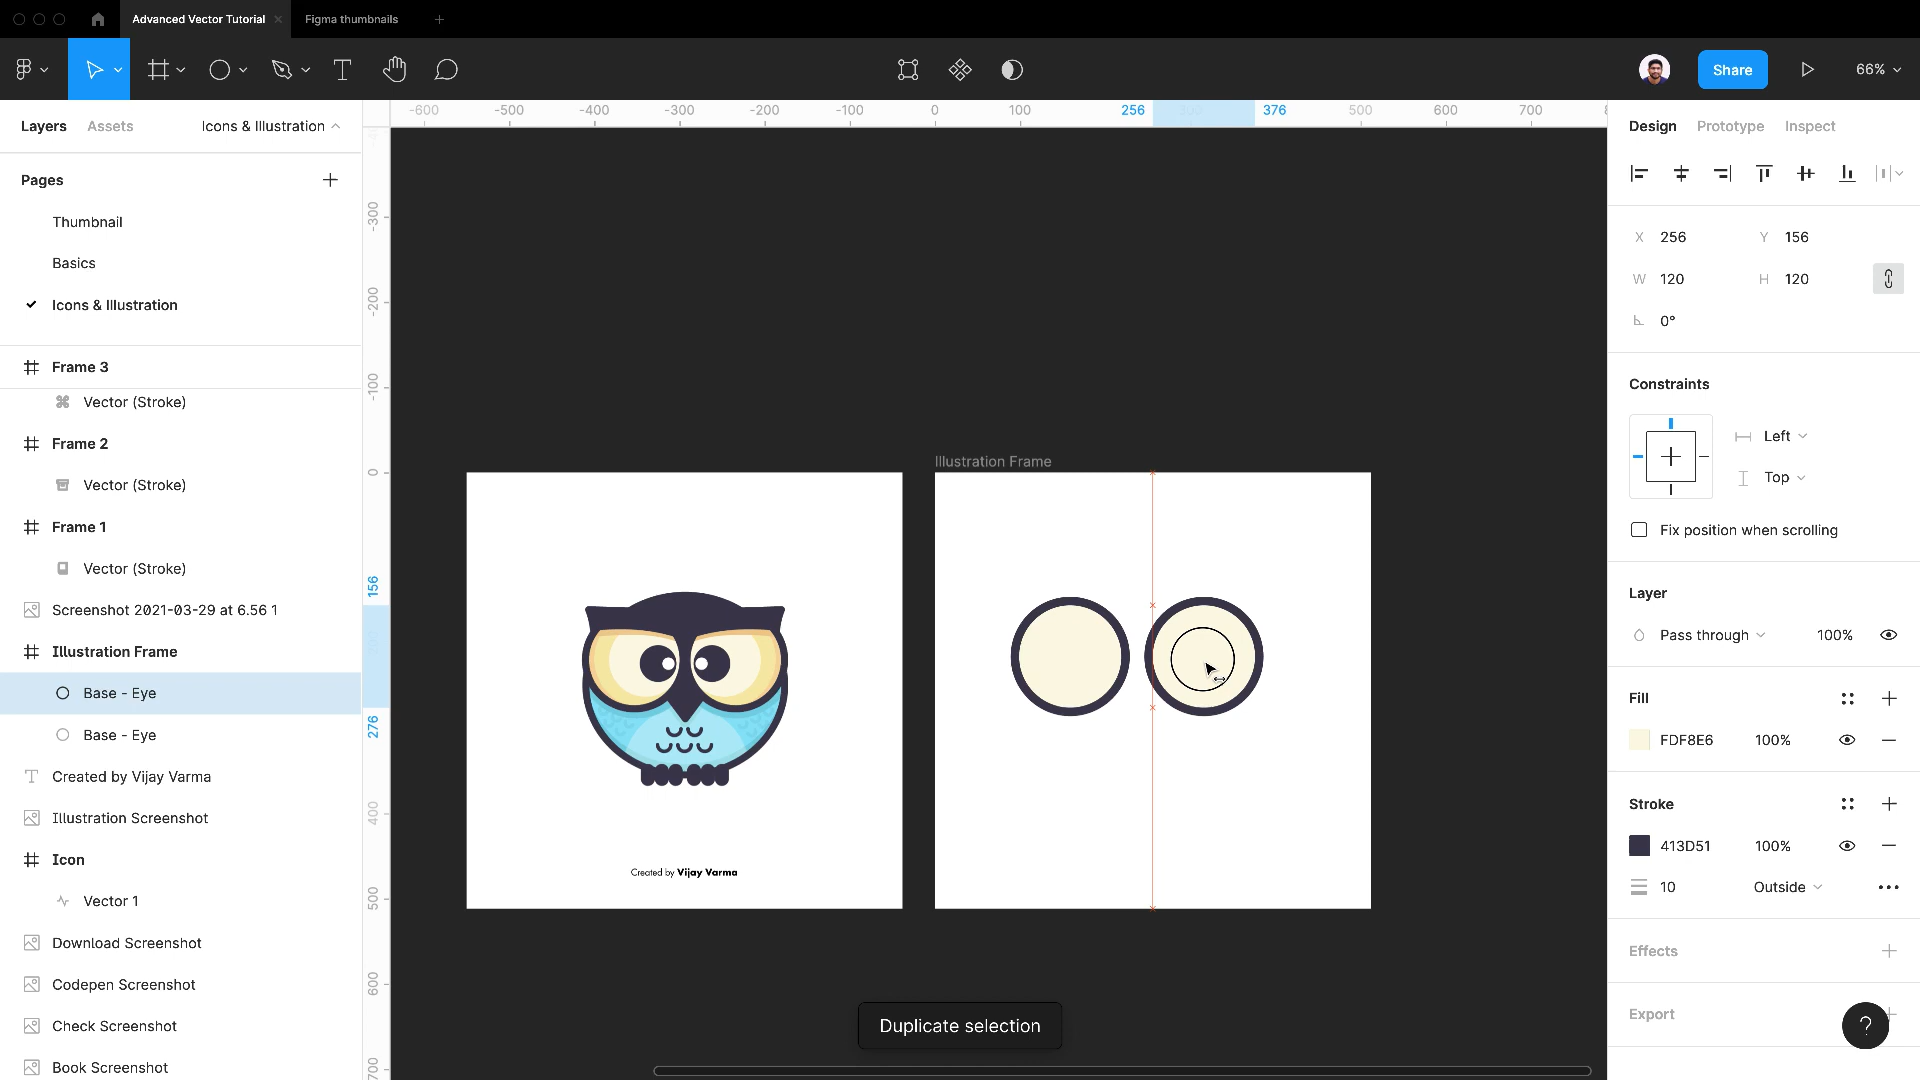 Advanced Vector Tutorial
Figma thumbnails
Share
66%
Layers
Assets
Icons & Illustration
Pages
Thumbnail
Basics
Icons & Illustration
Frame 3
Vector (Stroke)
Frame 2
Vector (Stroke)
Frame 1
Vector (Stroke)
Screenshot 2021-03-29 at 6.56 1
Illustration Frame
Base - Eye
Base - Eye
Created by Vijay Varma
Illustration Screenshot
Icon
Vector 1
Download Screenshot
Codepen Screenshot
Check Screenshot
Book Screenshot
-600 -500 -400 -300 -200 -100 0 100 256 376 500 600 700
-300
-200
-100
0
156
276
400
500
600
700
Illustration Frame
Created by Vijay Varma
Duplicate selection
Design
Prototype
Inspect
X 256 Y 156
W 120 H 120
0°
Constraints
Left
Top
Fix position when scrolling
Layer
Pass through 100%
Fill
FDF8E6 100%
Stroke
413D51 100%
10 Outside
Effects
Export
?